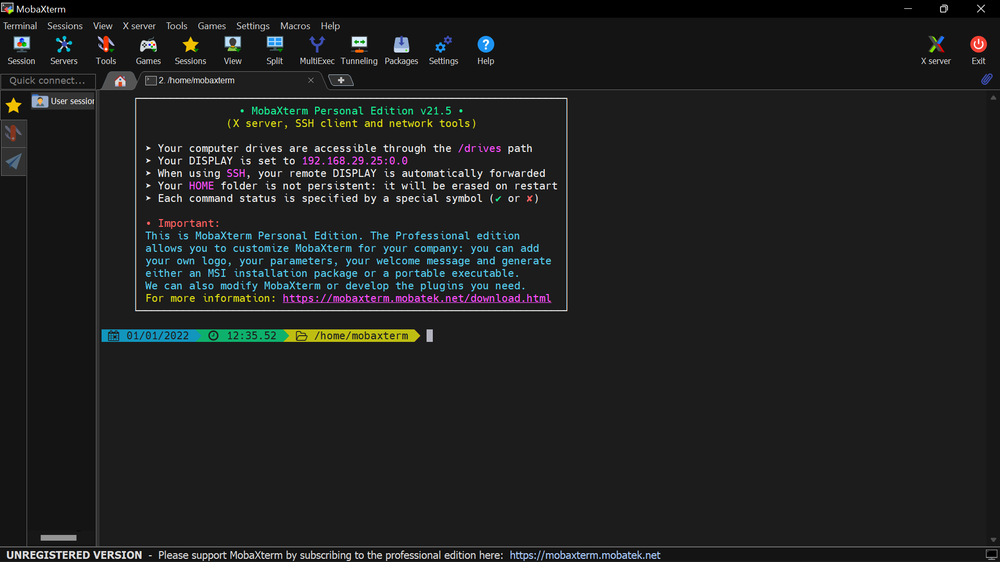 MobaXterm
Terminal Sessions View X server Tools Games Settings Macros Help
Session Servers Tools Games Sessions View Split MultiExec Tunneling Packages Settings Help X server Exit
Quick connect...
2. /home/mobaxterm
User session
• MobaXterm Personal Edition v21.5 •
(X server, SSH client and network tools)
➤ Your computer drives are accessible through the /drives path
➤ Your DISPLAY is set to 192.168.29.25:0.0
➤ When using SSH, your remote DISPLAY is automatically forwarded
➤ Your HOME folder is not persistent: it will be erased on restart
➤ Each command status is specified by a special symbol (✔ or ✘)
• Important:
This is MobaXterm Personal Edition. The Professional edition
allows you to customize MobaXterm for your company: you can add
your own logo, your parameters, your welcome message and generate
either an MSI installation package or a portable executable.
We can also modify MobaXterm or develop the plugins you need.
For more information: https://mobaxterm.mobatek.net/download.html
01/01/2022 12:35.52 /home/mobaxterm
UNREGISTERED VERSION - Please support MobaXterm by subscribing to the professional edition here: https://mobaxterm.mobatek.net